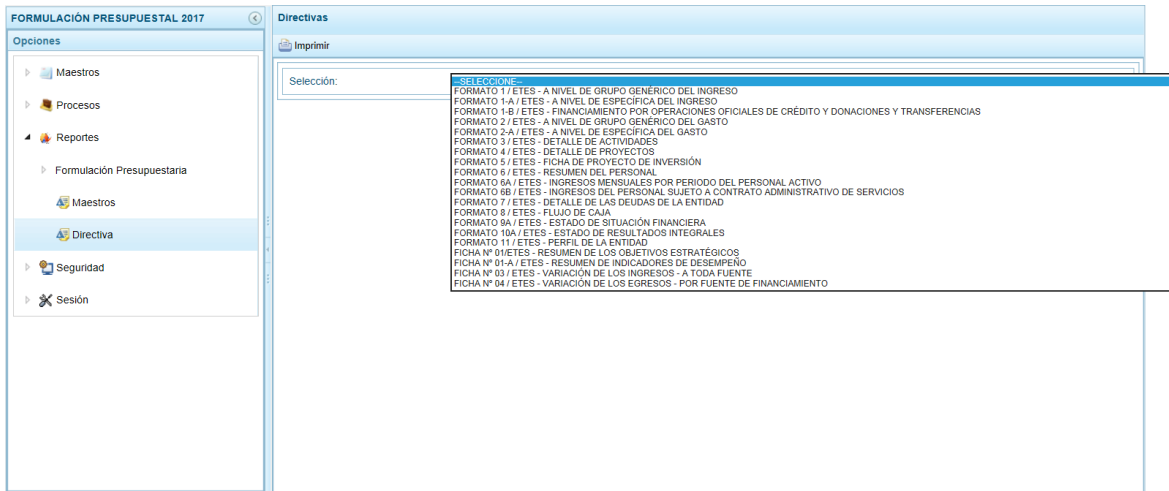 FORMULACIÓN PRESUPUESTAL 2017
Opciones
Maestros
Procesos
Reportes
Formulación Presupuestaria
Maestros
Directiva
Seguridad
Sesión
Directivas
Imprimir
Selección:
--SELECCIONE--
FORMATO 1 / ETES - A NIVEL DE GRUPO GENÉRICO DEL INGRESO
FORMATO 1-A / ETES - A NIVEL DE ESPECÍFICA DEL INGRESO
FORMATO 1-B / ETES - FINANCIAMIENTO POR OPERACIONES OFICIALES DE CRÉDITO Y DONACIONES Y TRANSFERENCIAS
FORMATO 2 / ETES - A NIVEL DE GRUPO GENÉRICO DEL GASTO
FORMATO 2-A / ETES - A NIVEL DE ESPECÍFICA DEL GASTO
FORMATO 3 / ETES - DETALLE DE ACTIVIDADES
FORMATO 4 / ETES - DETALLE DE PROYECTOS
FORMATO 5 / ETES - FICHA DE PROYECTO DE INVERSIÓN
FORMATO 6 / ETES - RESUMEN DEL PERSONAL
FORMATO 6A / ETES - INGRESOS MENSUALES POR PERIODO DEL PERSONAL ACTIVO
FORMATO 6B / ETES - INGRESOS DEL PERSONAL SUJETO A CONTRATO ADMINISTRATIVO DE SERVICIOS
FORMATO 7 / ETES - DETALLE DE LAS DEUDAS DE LA ENTIDAD
FORMATO 8 / ETES - FLUJO DE CAJA
FORMATO 9A / ETES - ESTADO DE SITUACIÓN FINANCIERA
FORMATO 10A / ETES - ESTADO DE RESULTADOS INTEGRALES
FORMATO 11 / ETES - PERFIL DE LA ENTIDAD
FICHA Nº 01/ETES - RESUMEN DE LOS OBJETIVOS ESTRATÉGICOS
FICHA Nº 01-A / ETES - RESUMEN DE INDICADORES DE DESEMPEÑO
FICHA Nº 03 / ETES - VARIACIÓN DE LOS INGRESOS - A TODA FUENTE
FICHA Nº 04 / ETES - VARIACIÓN DE LOS EGRESOS - POR FUENTE DE FINANCIAMIENTO